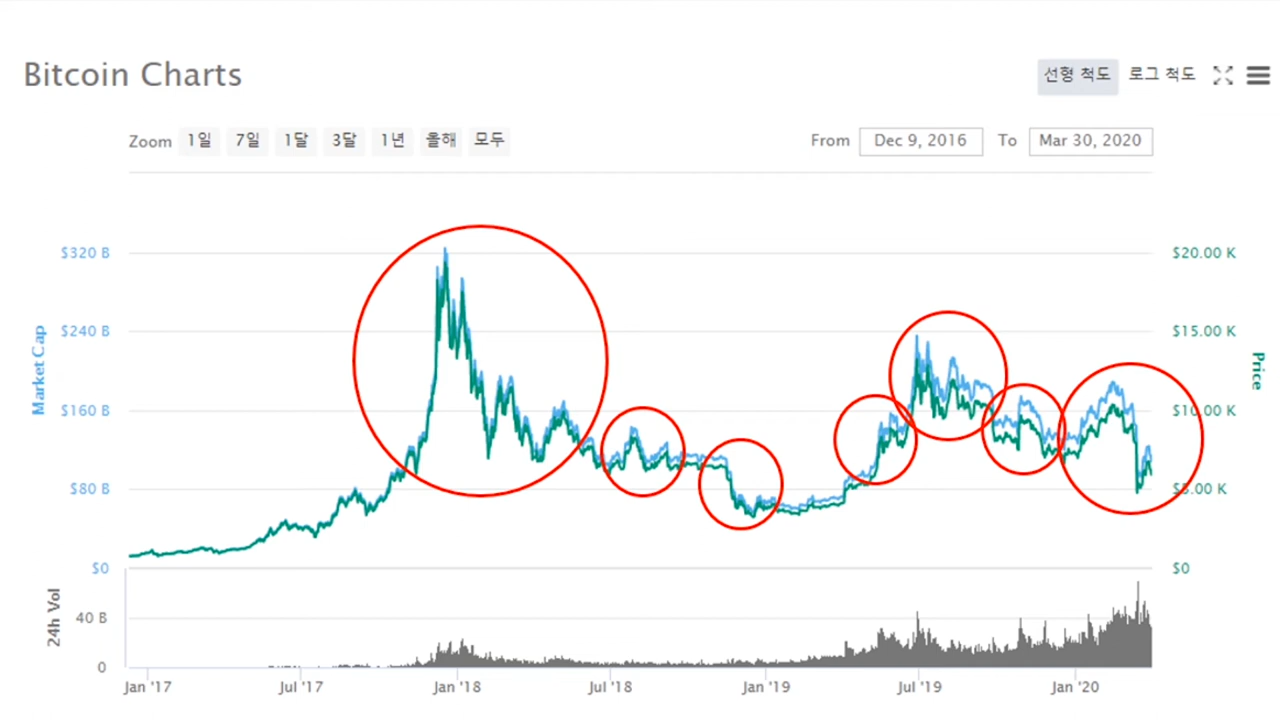 Bitcoin Charts
선형 척도 로그 척도
Zoom 1일 7일 1달 3달 1년 올해 모두
From Dec 9, 2016 To Mar 30, 2020
$320 B $20.00 K
$240 B $15.00 K
Market Cap
Price
$160 B $10.00 K
$80 B $5.00 K
$0 $0
24h Vol
40 B
0
Jan '17 Jul '17 Jan '18 Jul '18 Jan '19 Jul '19 Jan '20